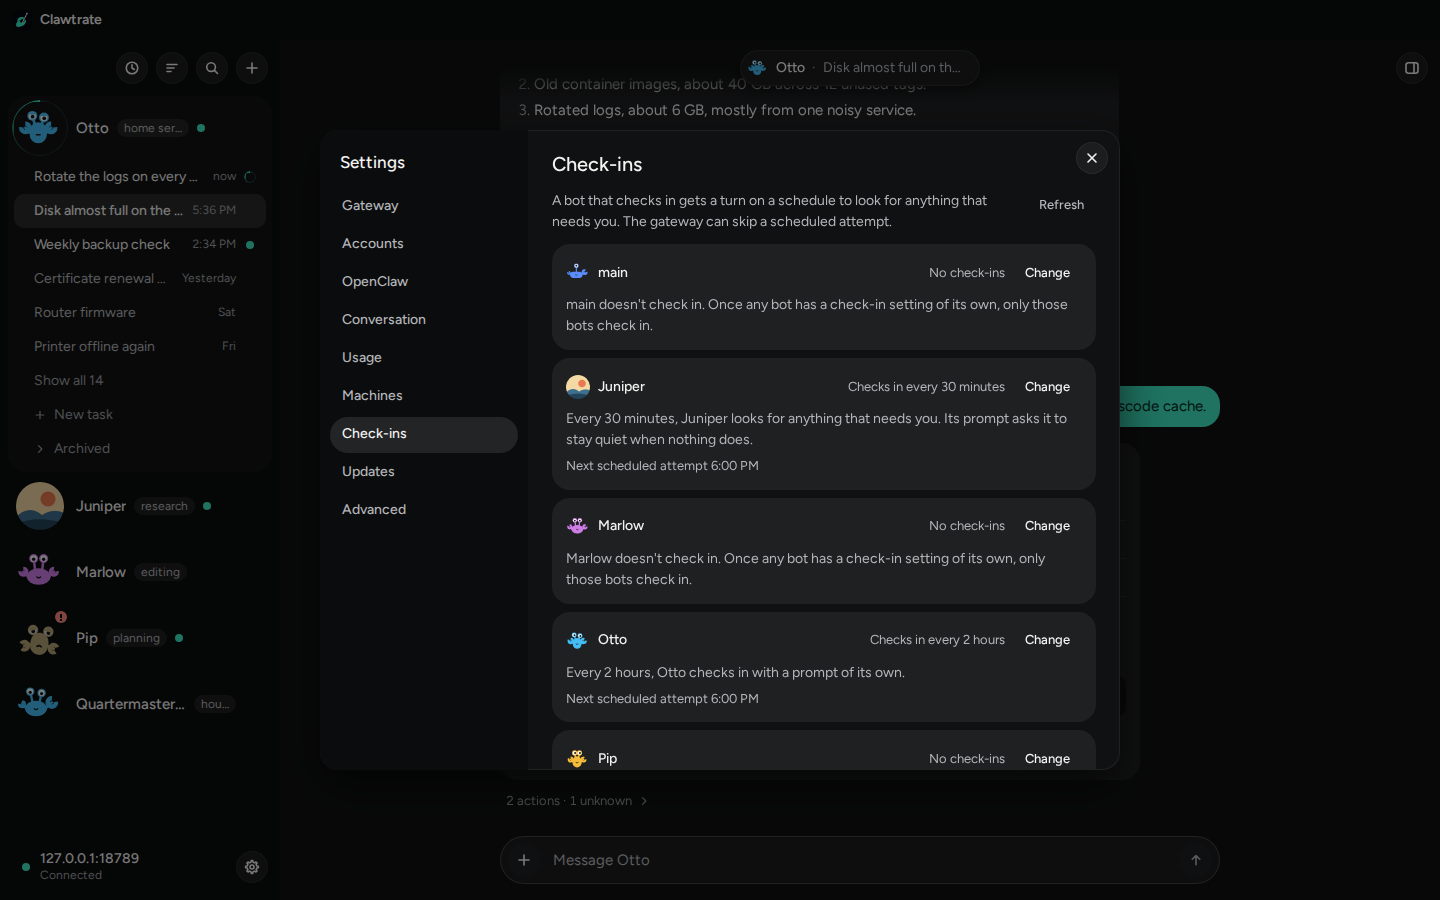 Clawtrate
Otto · Disk almost full on th...
2. Old container images, about 40 GB across 12 unused tags.
3. Rotated logs, about 6 GB, mostly from one noisy service.
Otto home ser...
Rotate the logs on every ... now
Disk almost full on the ... 5:36 PM
Weekly backup check 2:34 PM
Certificate renewal ... Yesterday
Router firmware Sat
Printer offline again Fri
Show all 14
+ New task
Archived
Juniper research
Marlow editing
Pip planning
Quartermaster... hou...
127.0.0.1:18789
Connected
Settings
Gateway
Accounts
OpenClaw
Conversation
Usage
Machines
Check-ins
Updates
Advanced
Check-ins
A bot that checks in gets a turn on a schedule to look for anything that
needs you. The gateway can skip a scheduled attempt.
Refresh
main No check-ins Change
main doesn't check in. Once any bot has a check-in setting of its own, only those
bots check in.
Juniper Checks in every 30 minutes Change
Every 30 minutes, Juniper looks for anything that needs you. Its prompt asks it to
stay quiet when nothing does.
Next scheduled attempt 6:00 PM
Marlow No check-ins Change
Marlow doesn't check in. Once any bot has a check-in setting of its own, only
those bots check in.
Otto Checks in every 2 hours Change
Every 2 hours, Otto checks in with a prompt of its own.
Next scheduled attempt 6:00 PM
Pip No check-ins Change
scode cache.
2 actions · 1 unknown
Message Otto